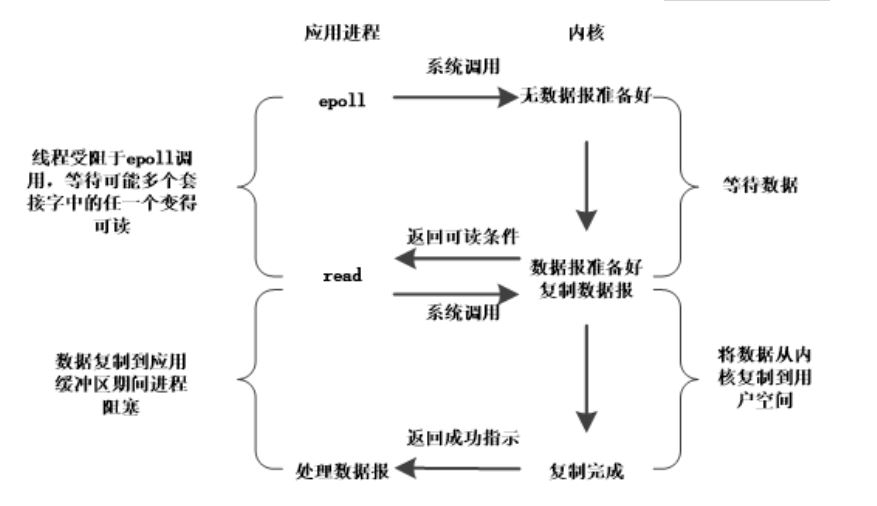 应用进程
内核
系统调用
epoll
无数据报准备好
线程受阻于epoll调
用，等待可能多个套
接字中的任一个变得
可读
等待数据
返回可读条件
read
数据报准备好
复制数据报
系统调用
数据复制到应用
缓冲区期间进程
阻塞
将数据从内
核复制到用
户空间
返回成功指示
处理数据报
复制完成